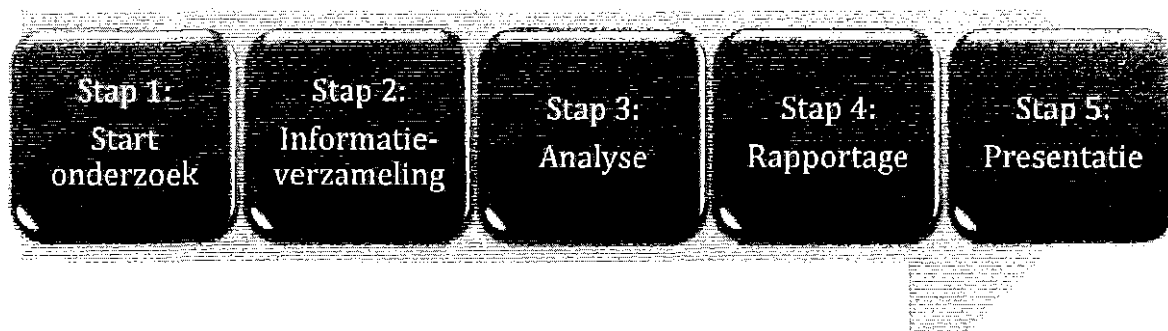 Stap 1:
Start
onderzoek
Stap 2:
Informatie-
verzameling
Stap 3:
Analyse
Stap 4:
Rapportage
Stap 5:
Presentatie